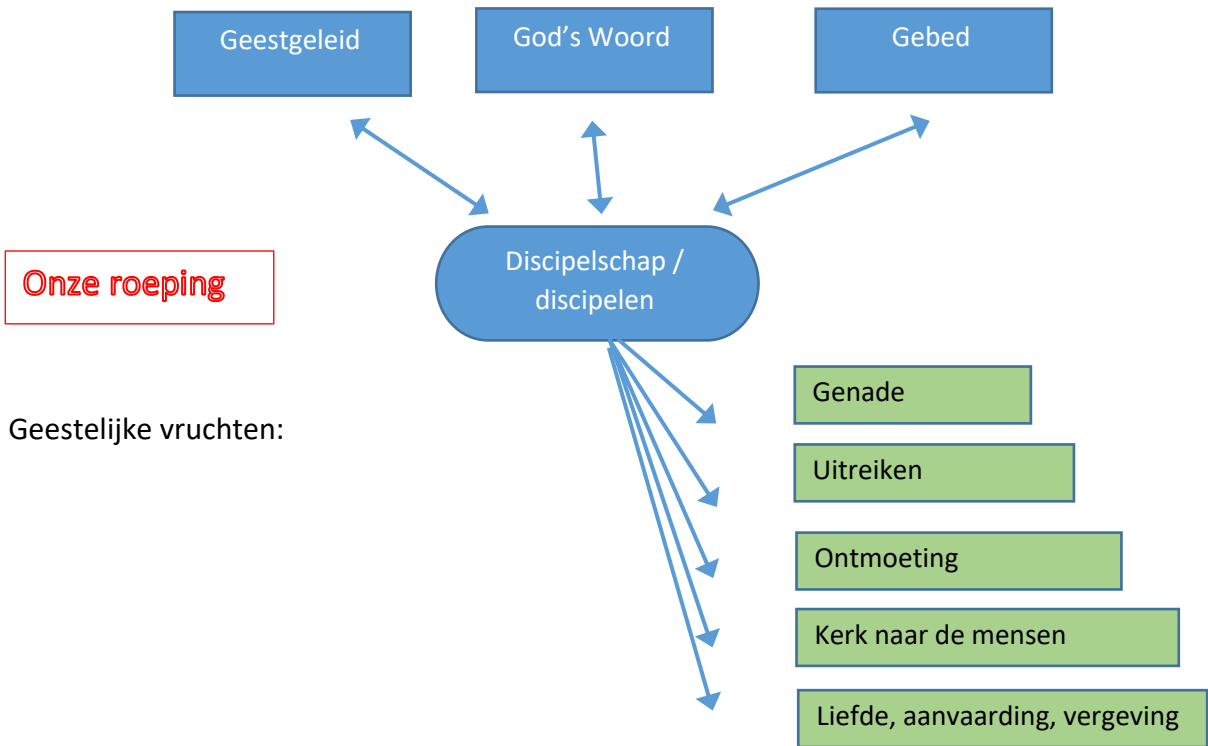 Geestgeleid
God's Woord
Gebed
Discipelschap /
discipelen
Onze roeping
Geestelijke vruchten:
Genade
Uitreiken
Ontmoeting
Kerk naar de mensen
Liefde, aanvaarding, vergeving